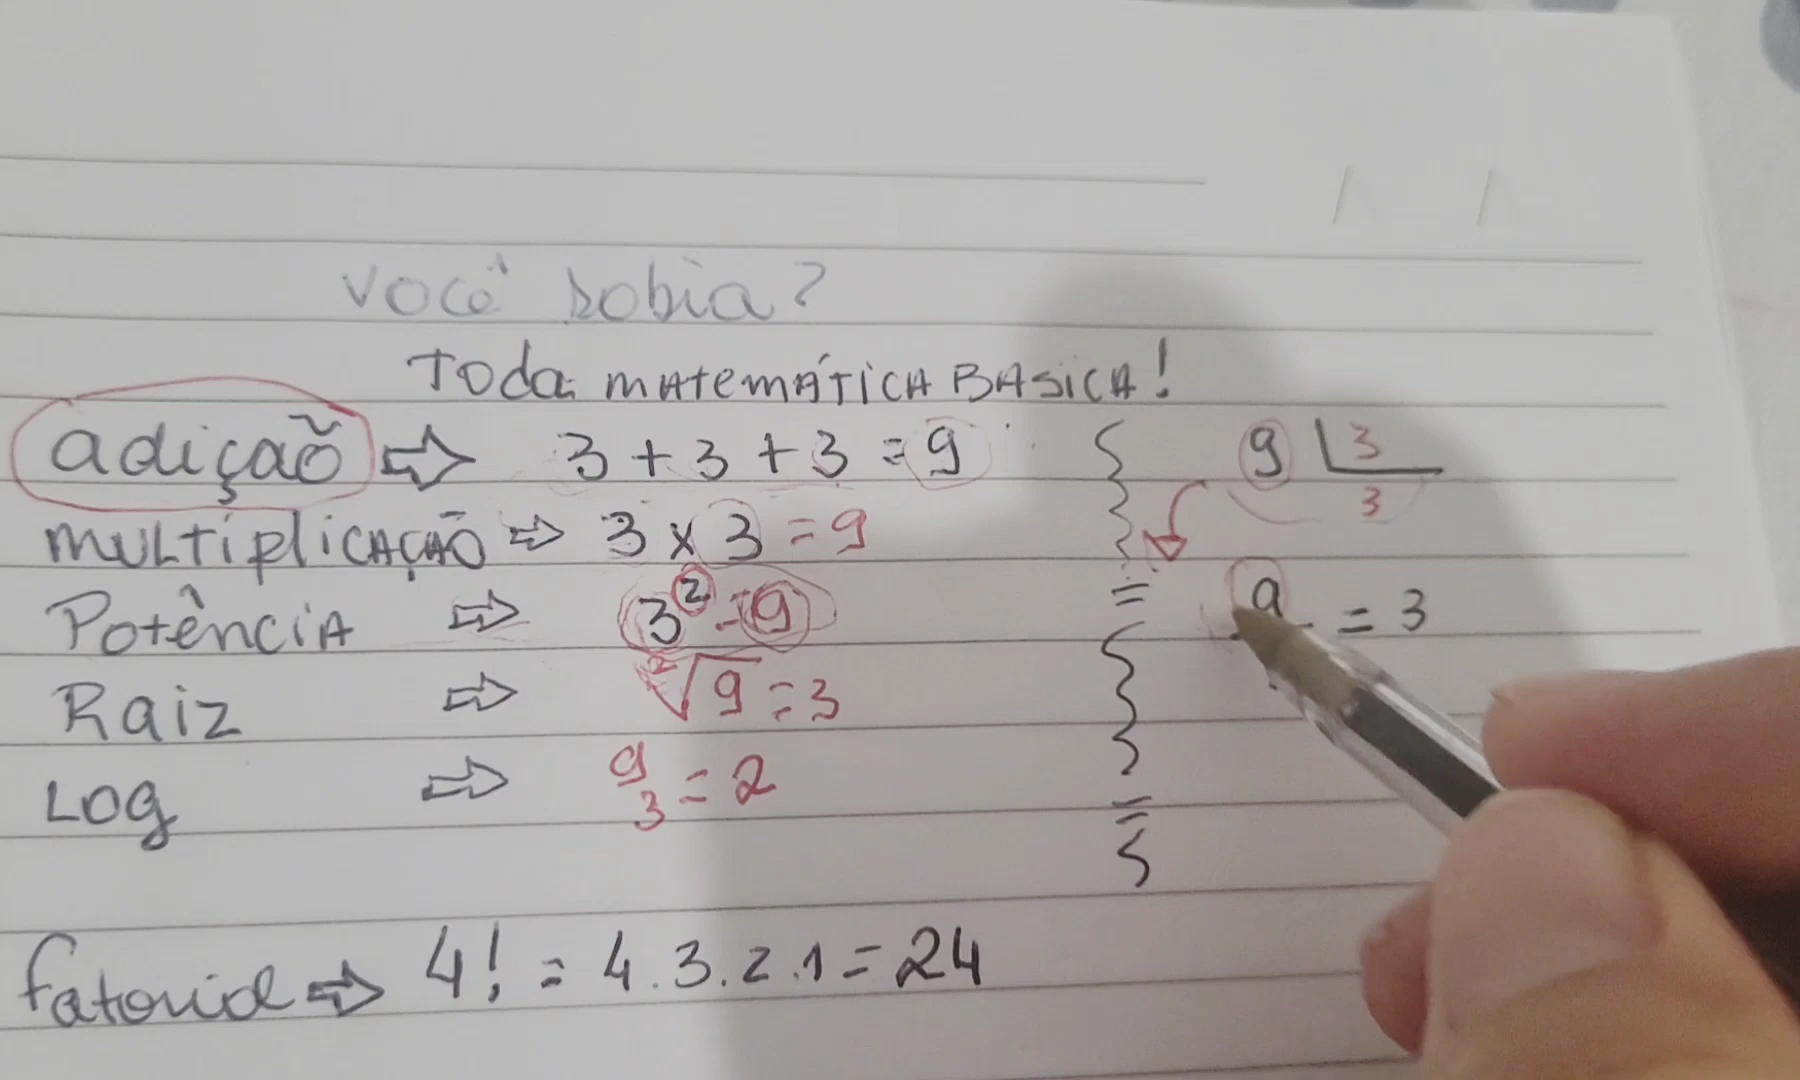 Você sabia?
Toda matemática BASicA!
adição ⇨ 3 + 3 + 3 = 9
multiplicação ⇨ 3 x 3 = 9
Potência ⇨ 3² = 9
Raiz ⇨ ²√9 = 3
Log ⇨ 9 3 = 2
fatorial ⇨ 4! = 4.3.2.1 = 24
9 3
3
9 = 3